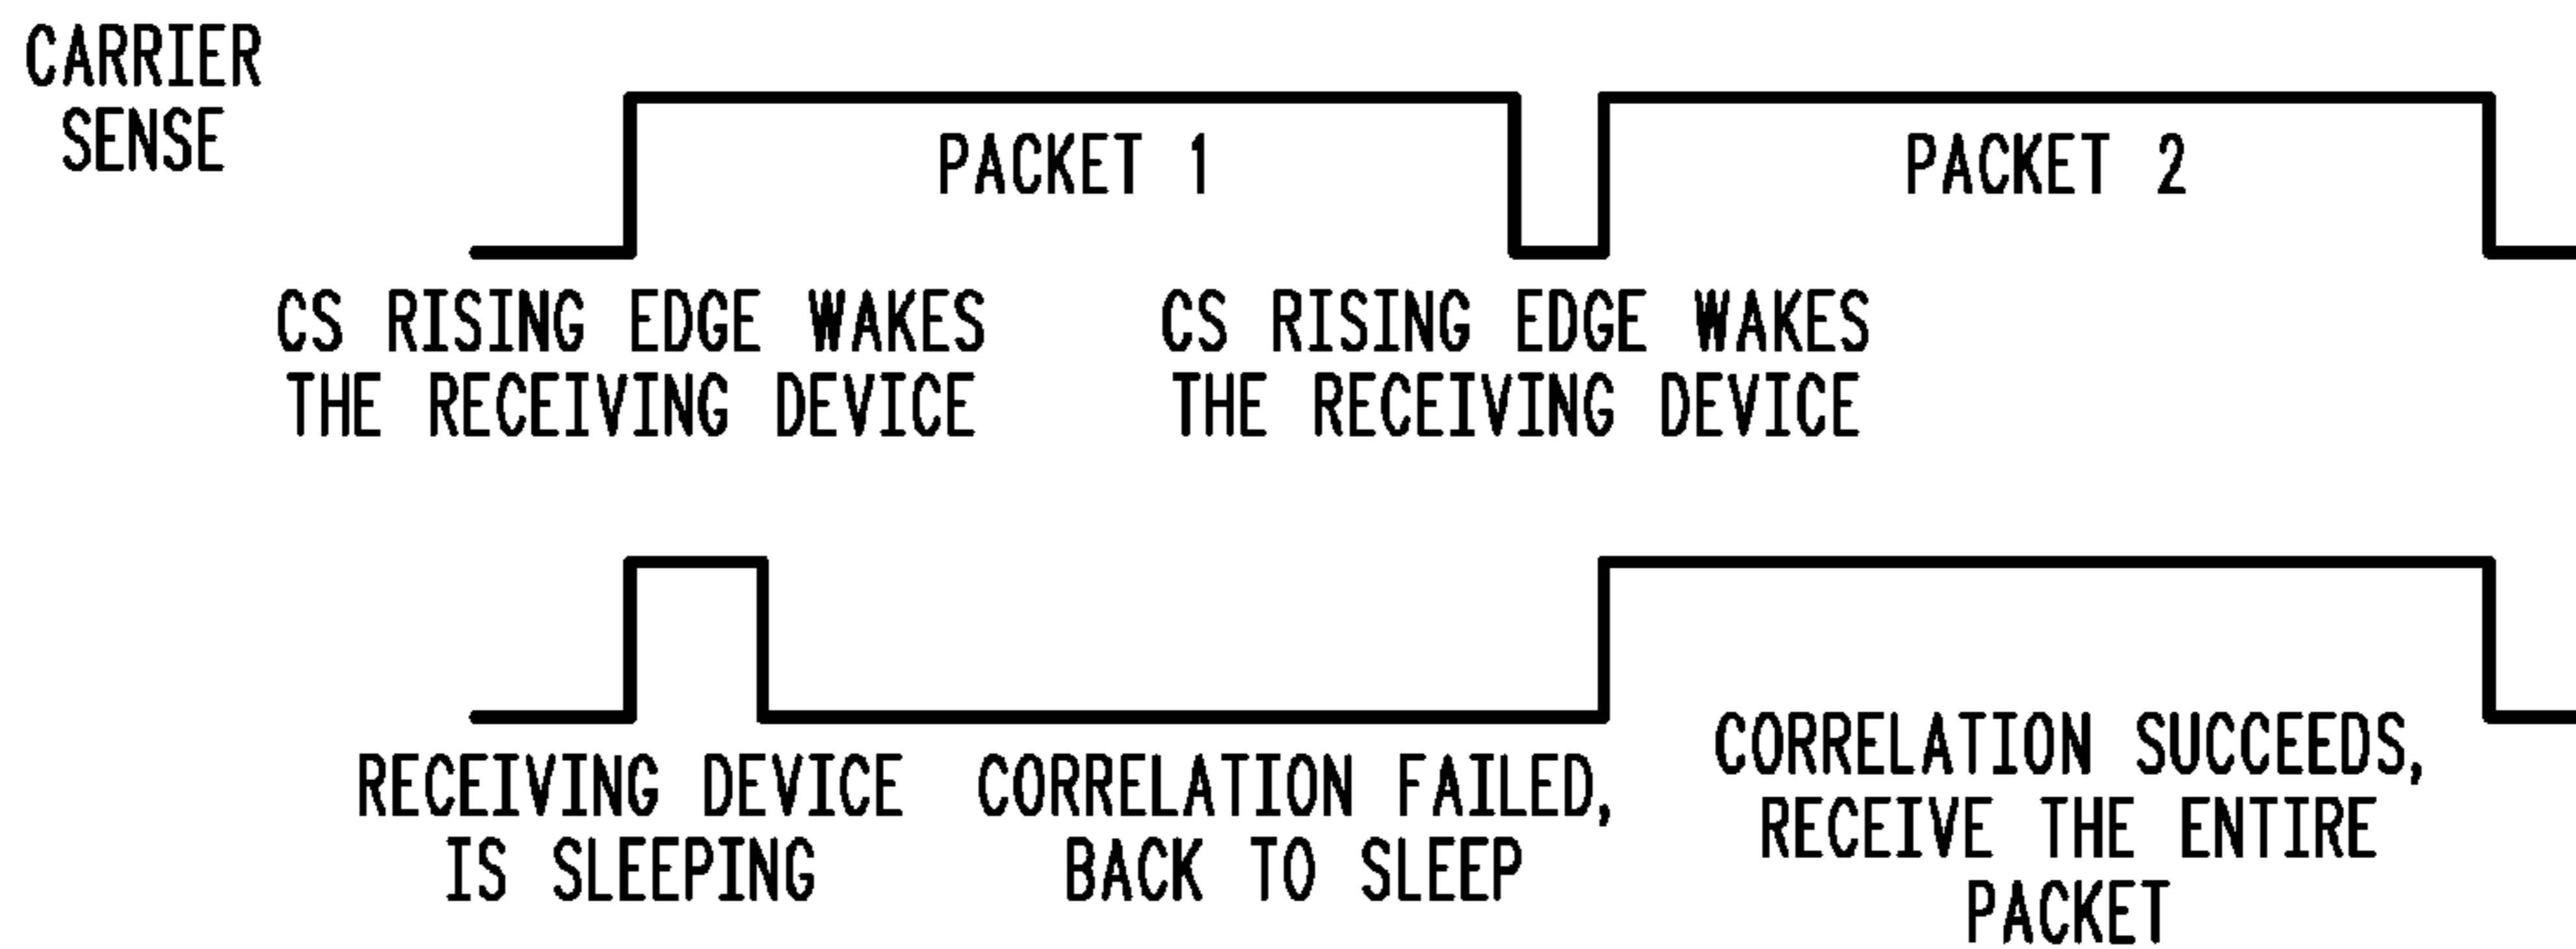 CARRIER
SENSE
PACKET 1
PACKET 2
CS RISING EDGE WAKES
THE RECEIVING DEVICE
CS RISING EDGE WAKES
THE RECEIVING DEVICE
RECEIVING DEVICE
IS SLEEPING
CORRELATION FAILED,
BACK TO SLEEP
CORRELATION SUCCEEDS,
RECEIVE THE ENTIRE
PACKET